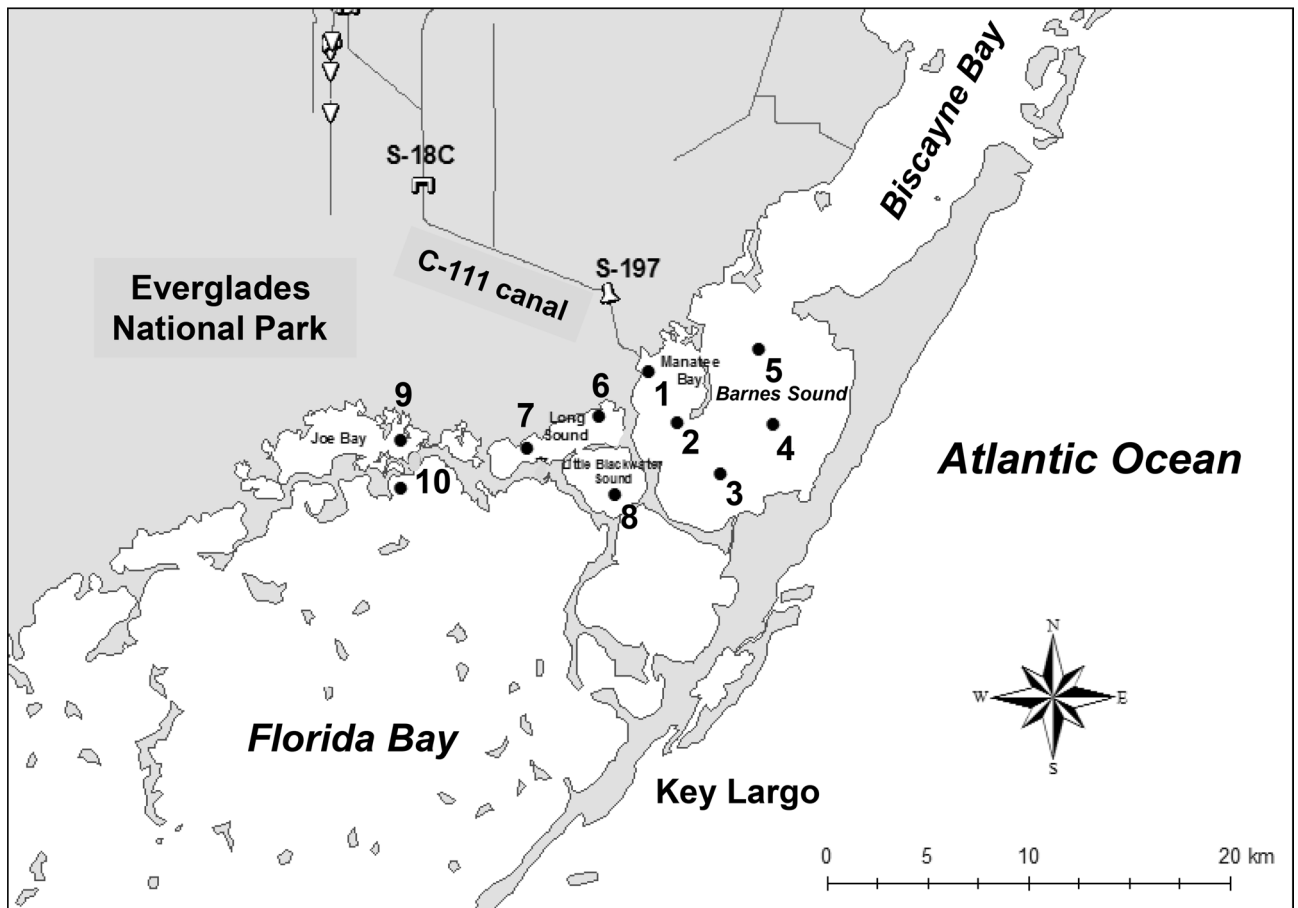 Biscayne Bay
S-18C
C-111 canal
S-197
Everglades
National Park
Manatee
Bay
1
5
Barnes Sound
9
6
7
Long
Sound
2
4
Joe Bay
Little Blackwater
Sound
10
3
8
Atlantic Ocean
N
W
E
S
Florida Bay
Key Largo
0
5
10
20 km